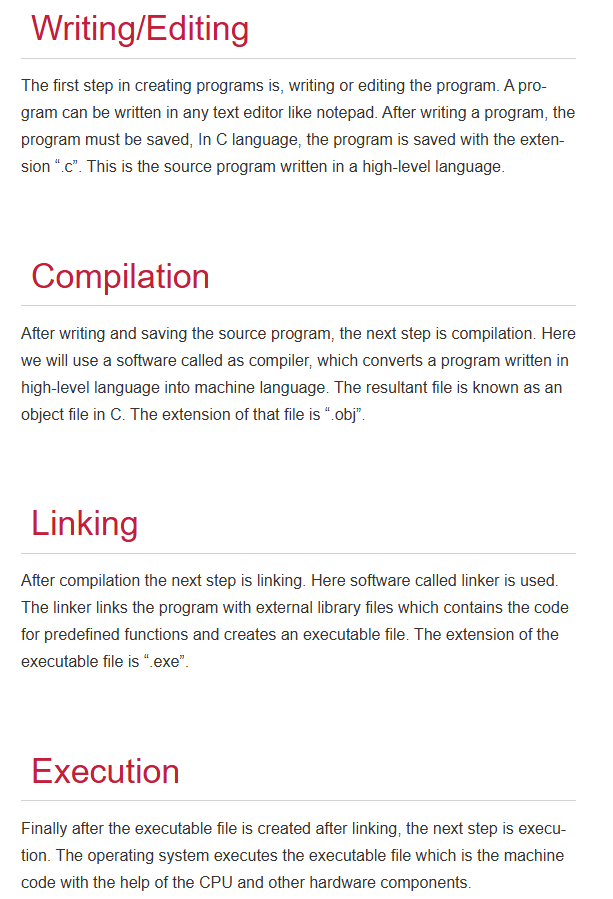 Writing/Editing
The first step in creating programs is, writing or editing the program. A pro-
gram can be written in any text editor like notepad. After writing a program, the
program must be saved, In C language, the program is saved with the exten-
sion “.c”. This is the source program written in a high-level language.
Compilation
After writing and saving the source program, the next step is compilation. Here
we will use a software called as compiler, which converts a program written in
high-level language into machine language. The resultant file is known as an
object file in C. The extension of that file is “.obj”.
Linking
After compilation the next step is linking. Here software called linker is used.
The linker links the program with external library files which contains the code
for predefined functions and creates an executable file. The extension of the
executable file is “.exe”.
Execution
Finally after the executable file is created after linking, the next step is execu-
tion. The operating system executes the executable file which is the machine
code with the help of the CPU and other hardware components.